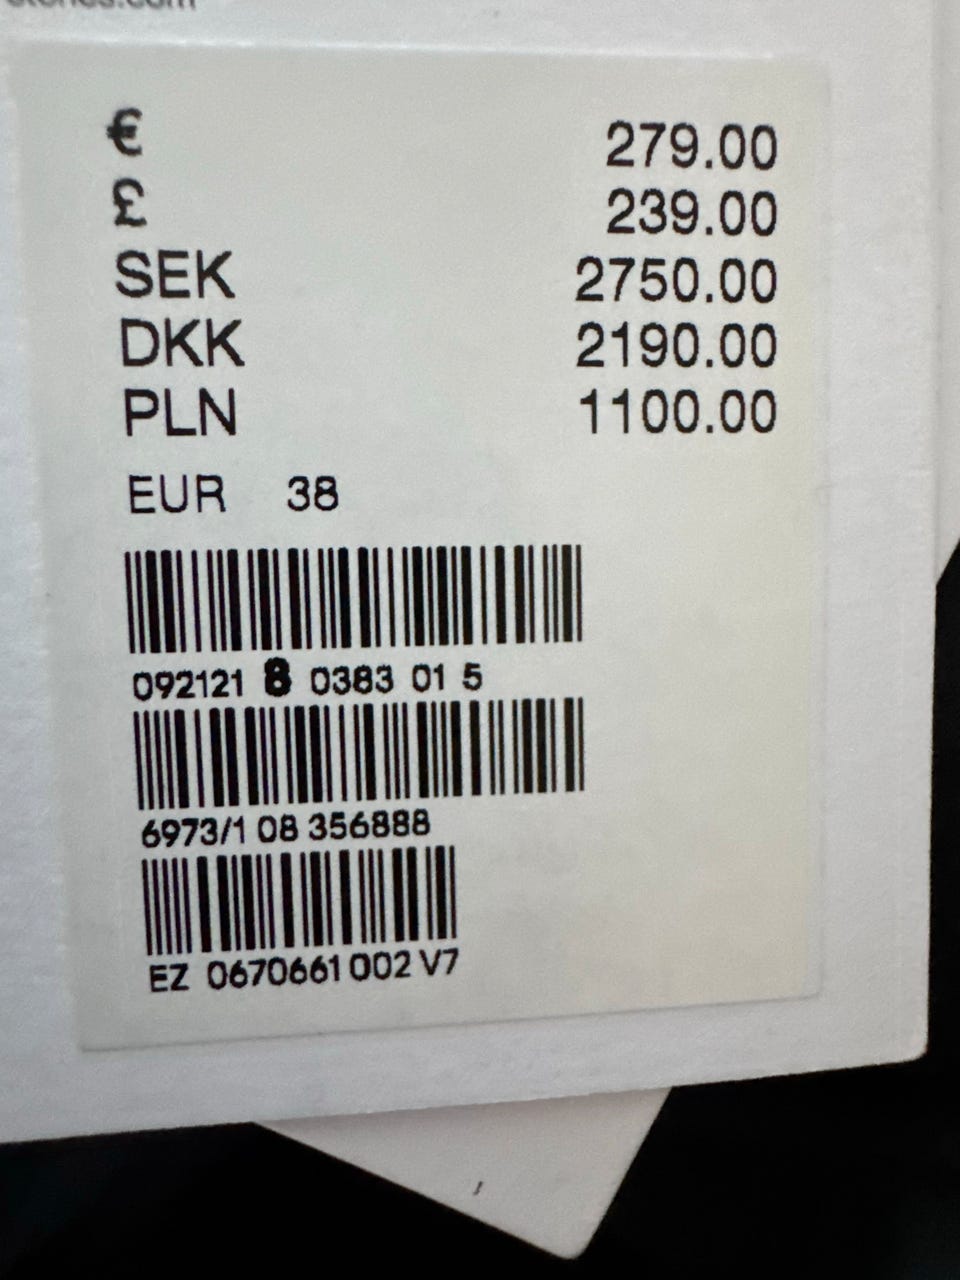 € 279.00
£ 239.00
SEK 2750.00
DKK 2190.00
PLN 1100.00
EUR 38
092121 8 0383 01 5
6973/1 08 356888
EZ 0670661 002 V7